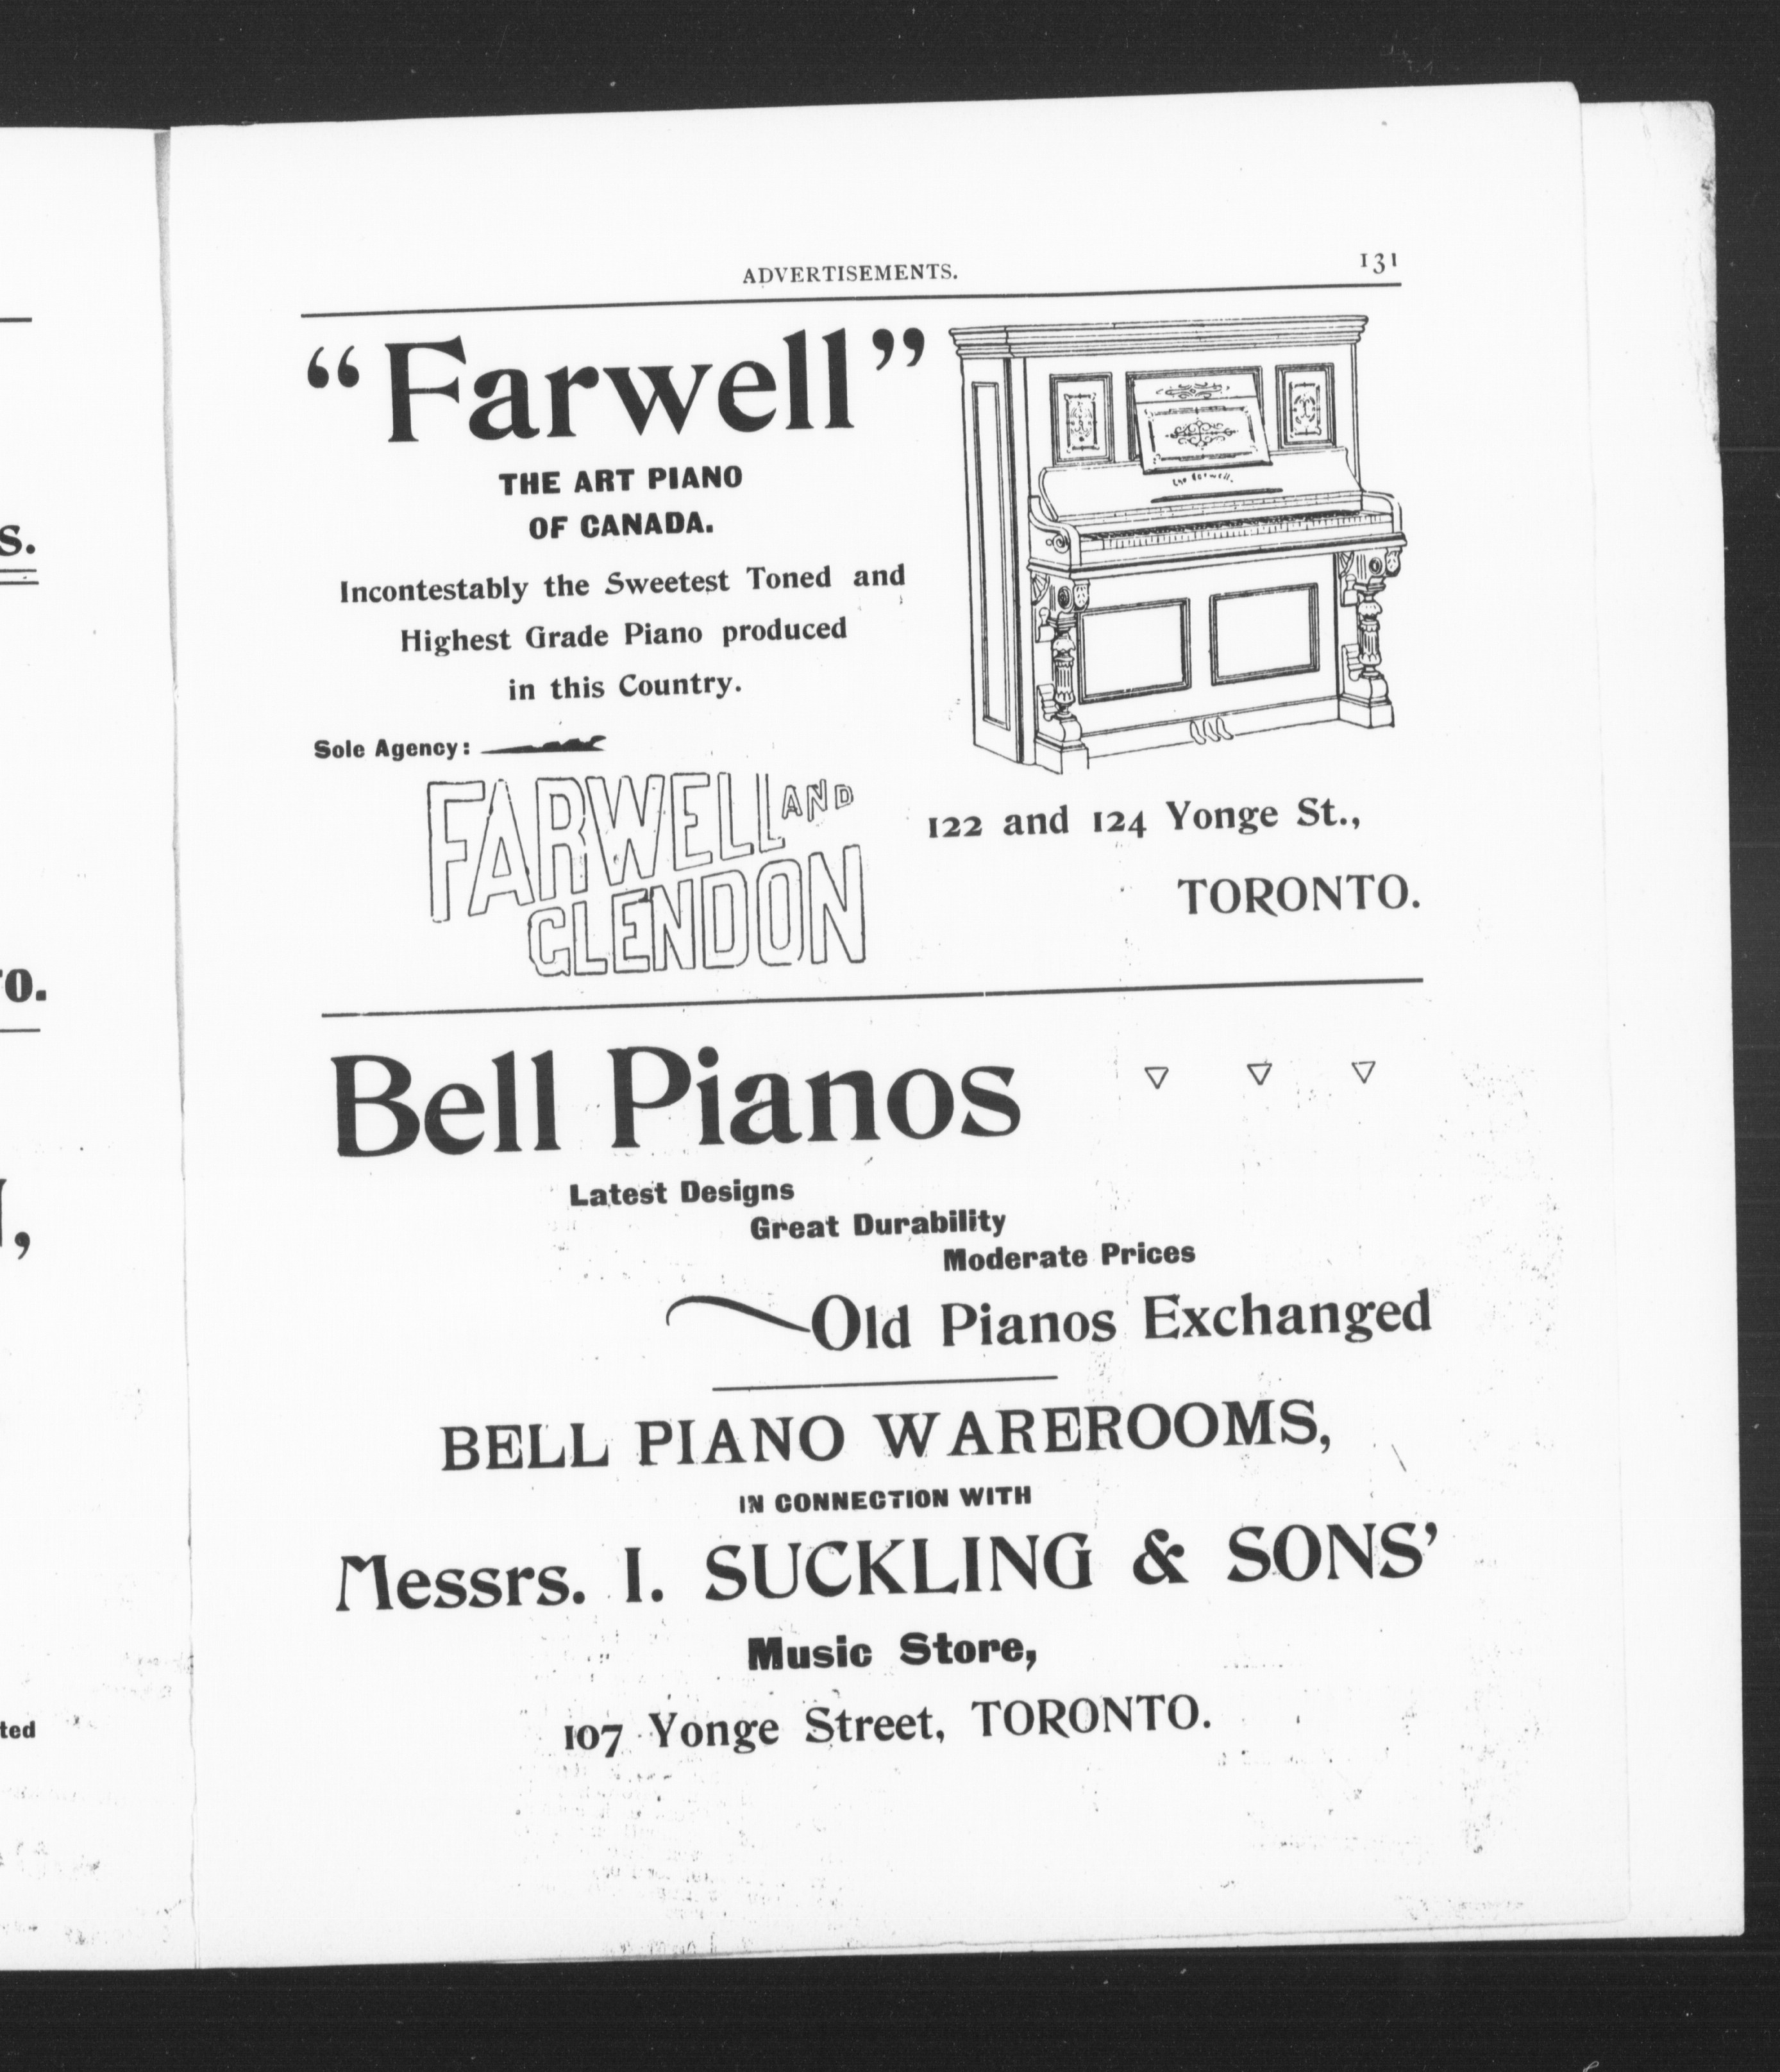 ADVERTISEMENTS. 131
“Farwell”
THE ART PIANO
OF CANADA.
Incontestably the Sweetest Toned and
Highest Grade Piano produced
in this Country.
Sole Agency:
FARWELL AND
GLENDON
The Farwell.
122 and 124 Yonge St.,
TORONTO.
Bell Pianos
Latest Designs
Great Durability
Moderate Prices
Old Pianos Exchanged
BELL PIANO WAREROOMS,
IN CONNECTION WITH
Messrs. I. SUCKLING & SONS’
Music Store,
107 Yonge Street, TORONTO.